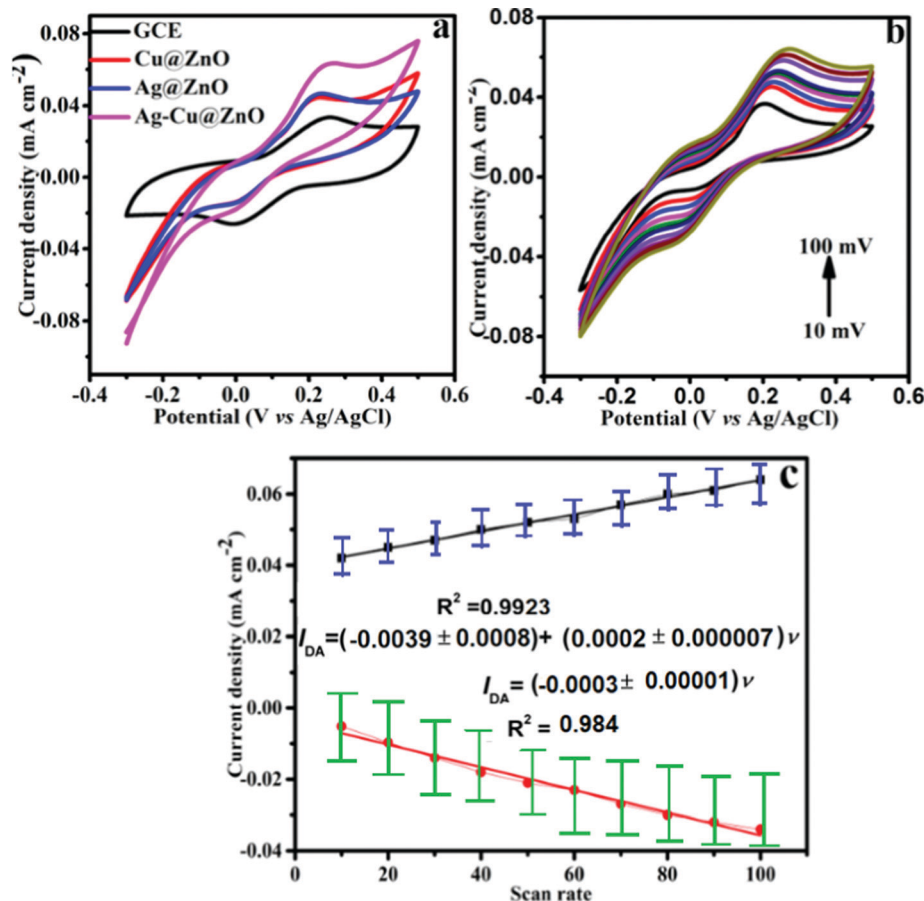 a
GCE
Cu@ZnO
Ag@ZnO
Ag-Cu@ZnO
0.08
0.04
0.00
-0.04
-0.08
Current density (mA cm⁻²)
-0.4
-0.2
0.0
0.2
0.4
0.6
Potential (V vs Ag/AgCl)
b
0.08
0.04
0.00
-0.04
-0.08
Current density (mA cm⁻²)
100 mV
10 mV
-0.4
-0.2
0.0
0.2
0.4
0.6
Potential (V vs Ag/AgCl)
c
0.06
0.04
0.02
0.00
-0.02
-0.04
Current density (mA cm⁻²)
R² =0.9923
I_DA=(-0.0039 ± 0.0008)+ (0.0002 ± 0.000007)ν
I_DA= (-0.0003± 0.00001)ν
R² = 0.984
0
20
40
60
80
100
Scan rate